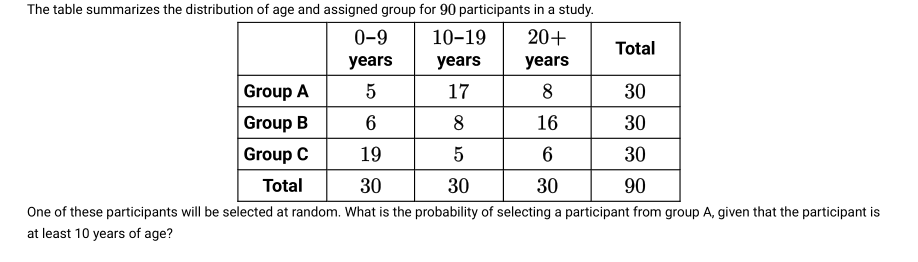 The table summarizes the distribution of age and assigned group for 90 participants in a study.
0–9 years 10–19 years 20+ years Total
Group A 5 17 8 30
Group B 6 8 16 30
Group C 19 5 6 30
Total 30 30 30 90
One of these participants will be selected at random. What is the probability of selecting a participant from group A, given that the participant is
at least 10 years of age?